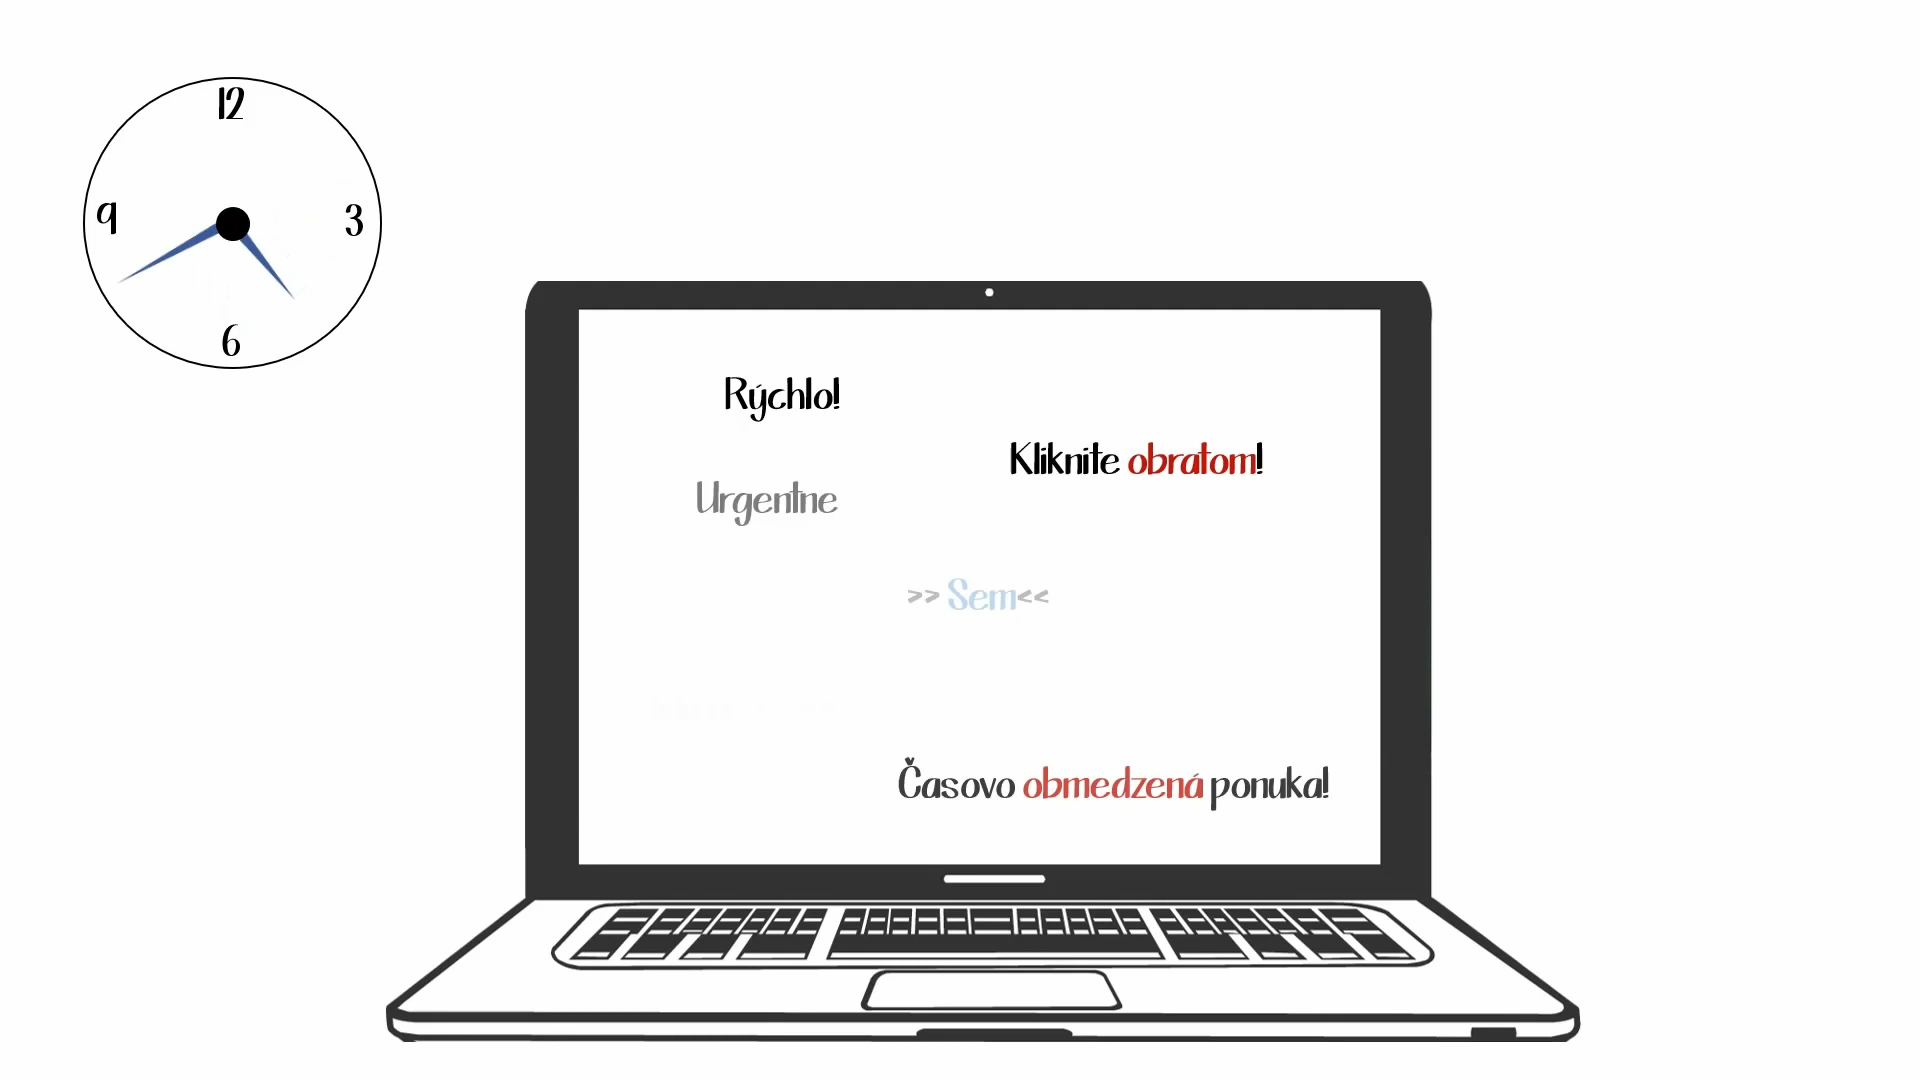 12
9
3
6
Rýchlo!
Kliknite obratom!
Urgentne
>> Sem<<
Časovo obmedzená ponuka!